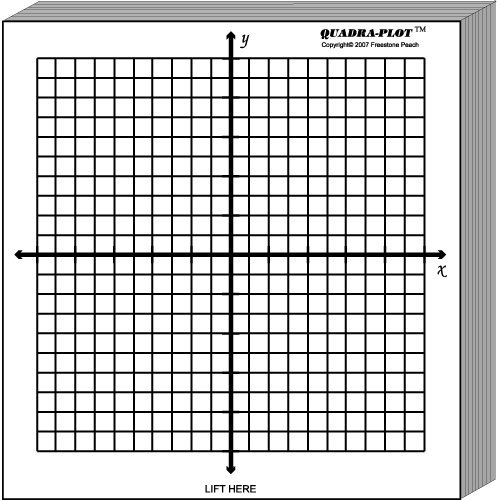 QUADRA-PLOT™
Copyright© 2007 Freestone Peach
y
x
LIFT HERE